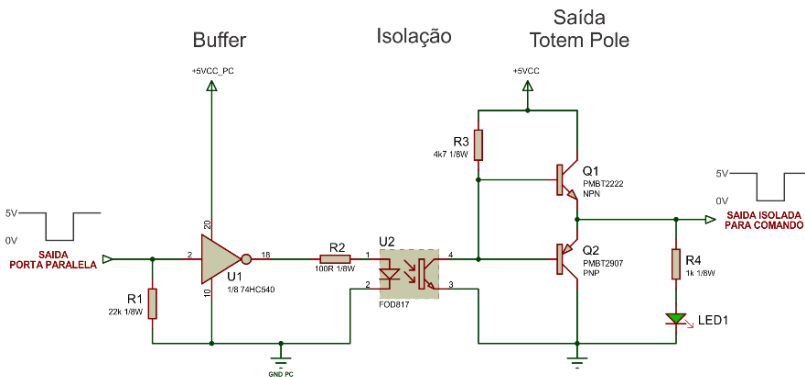 Buffer
Isolação
Saída
Totem Pole
+5VCC_PC
+5VCC
R3
4k7 1/8W
Q1
PMBT2222
NPN
5V
0V
SAIDA
PORTA PARALELA
20
2
18
U1
1/8 74HC540
10
R1
22k 1/8W
R2
100R 1/8W
U2
1
2
4
3
FOD817
Q2
PMBT2907
PNP
5V
0V
SAIDA ISOLADA
PARA COMANDO
R4
1k 1/8W
LED1
GND PC